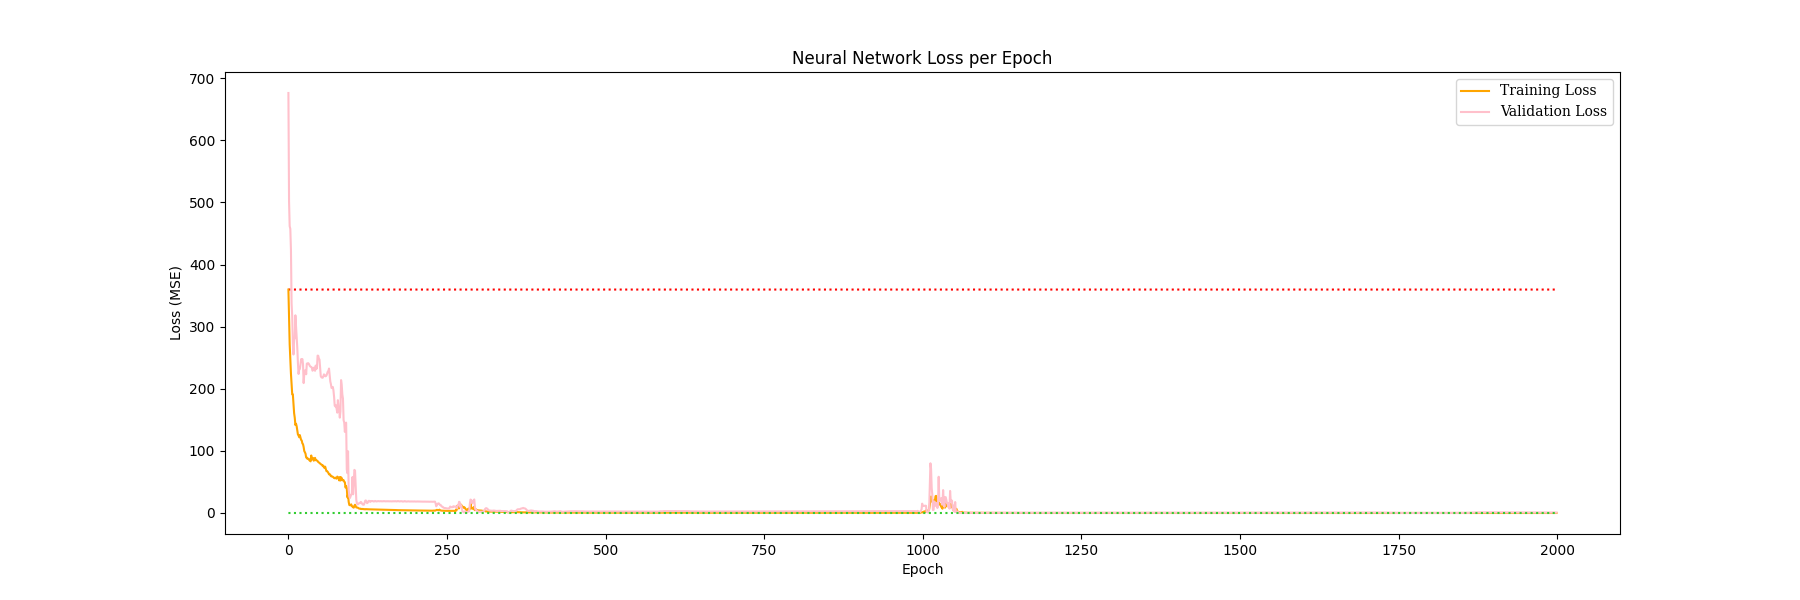 Neural Network Loss per Epoch
Training Loss
Validation Loss
Loss (MSE)
700
600
500
400
300
200
100
0
0 250 500 750 1000 1250 1500 1750 2000
Epoch